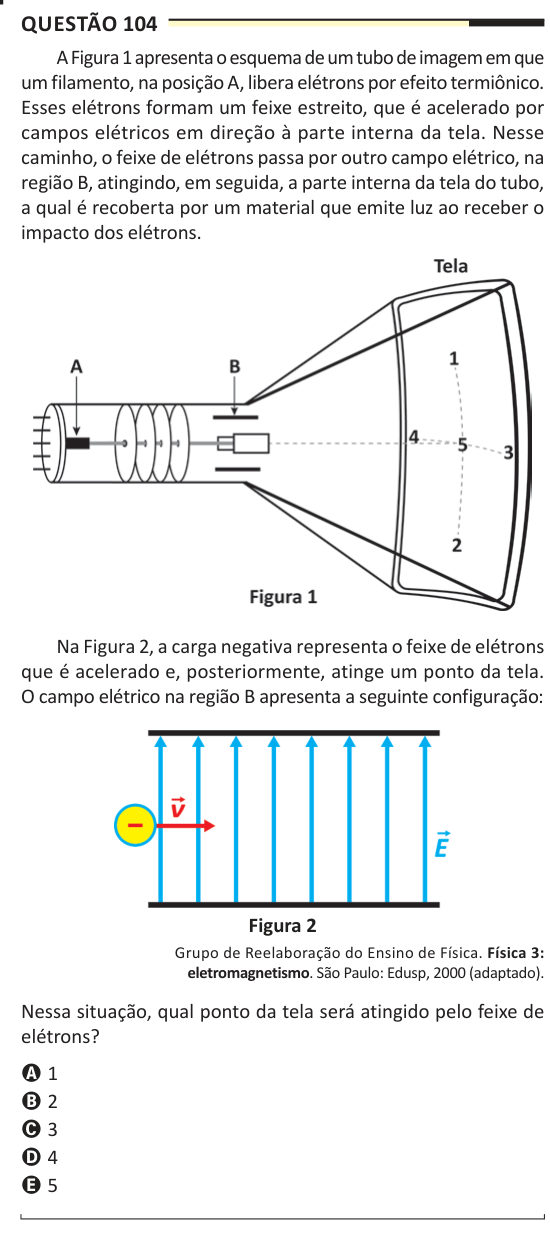 QUESTÃO 104
A Figura 1 apresenta o esquema de um tubo de imagem em que
um filamento, na posição A, libera elétrons por efeito termiônico.
Esses elétrons formam um feixe estreito, que é acelerado por
campos elétricos em direção à parte interna da tela. Nesse
caminho, o feixe de elétrons passa por outro campo elétrico, na
região B, atingindo, em seguida, a parte interna da tela do tubo,
a qual é recoberta por um material que emite luz ao receber o
impacto dos elétrons.
Tela
A
B
1
4
5
3
2
Figura 1
Na Figura 2, a carga negativa representa o feixe de elétrons
que é acelerado e, posteriormente, atinge um ponto da tela.
O campo elétrico na região B apresenta a seguinte configuração:
v
−
E
Figura 2
Grupo de Reelaboração do Ensino de Física. Física 3:
eletromagnetismo. São Paulo: Edusp, 2000 (adaptado).
Nessa situação, qual ponto da tela será atingido pelo feixe de
elétrons?
A 1
B 2
C 3
D 4
E 5